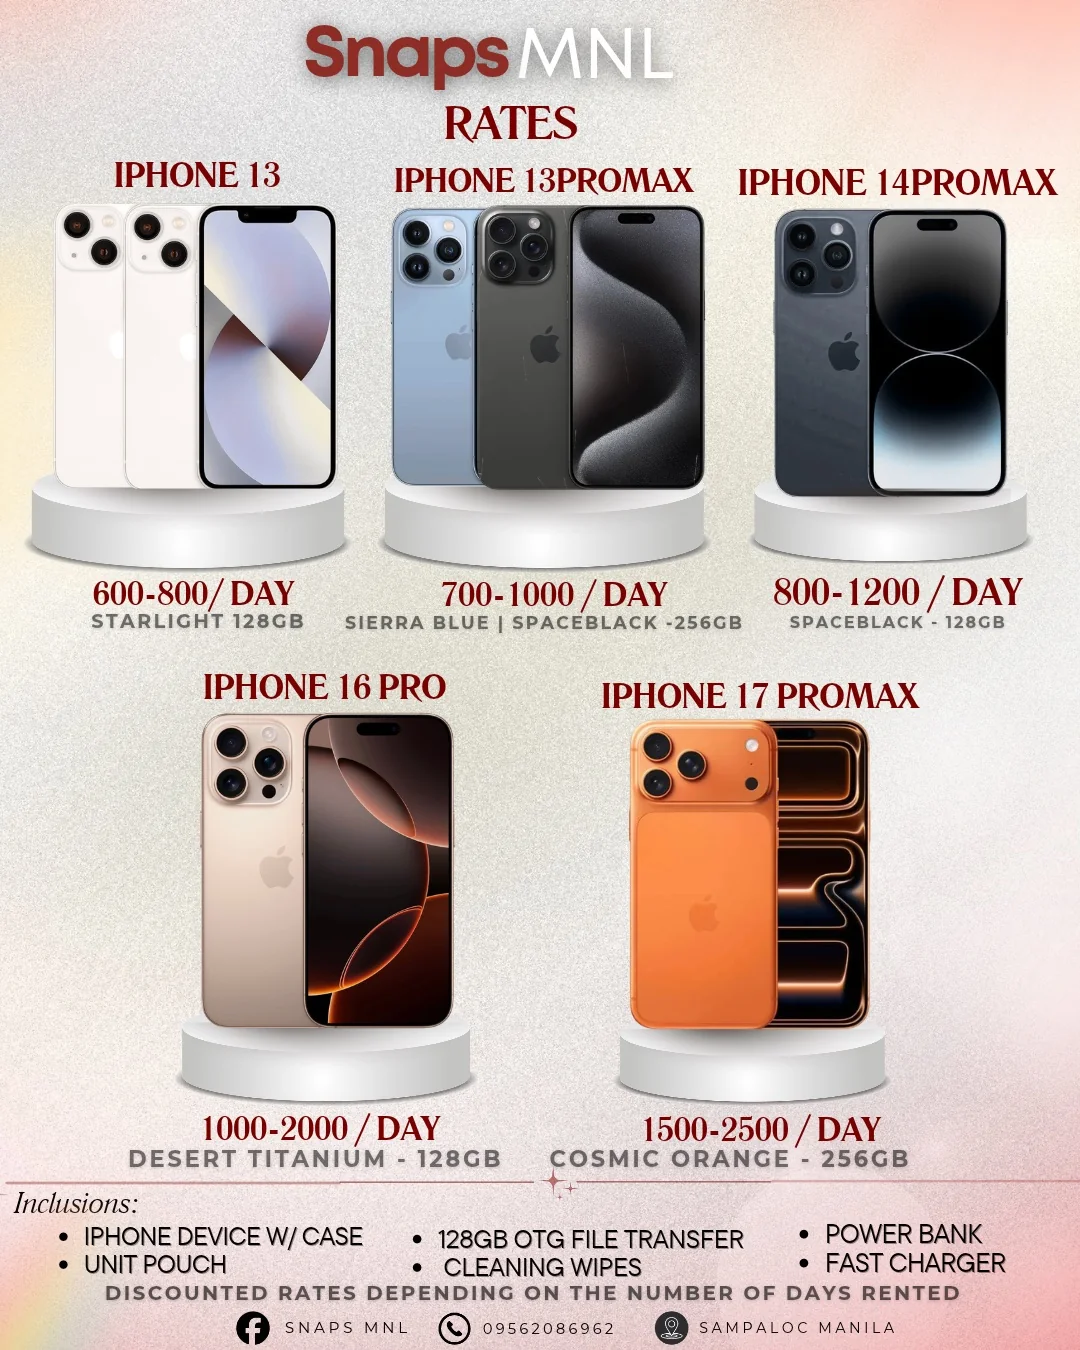 Snaps MNL
RATES
IPHONE 13
IPHONE 13PROMAX
IPHONE 14PROMAX
600-800/ DAY
STARLIGHT 128GB
700-1000 / DAY
SIERRA BLUE | SPACEBLACK -256GB
800-1200 / DAY
SPACEBLACK - 128GB
IPHONE 16 PRO
IPHONE 17 PROMAX
1000-2000 / DAY
DESERT TITANIUM - 128GB
1500-2500 / DAY
COSMIC ORANGE - 256GB
Inclusions:
• IPHONE DEVICE W/ CASE
• UNIT POUCH
• 128GB OTG FILE TRANSFER
• CLEANING WIPES
• POWER BANK
• FAST CHARGER
DISCOUNTED RATES DEPENDING ON THE NUMBER OF DAYS RENTED
SNAPS MNL
09562086962
SAMPALOC MANILA